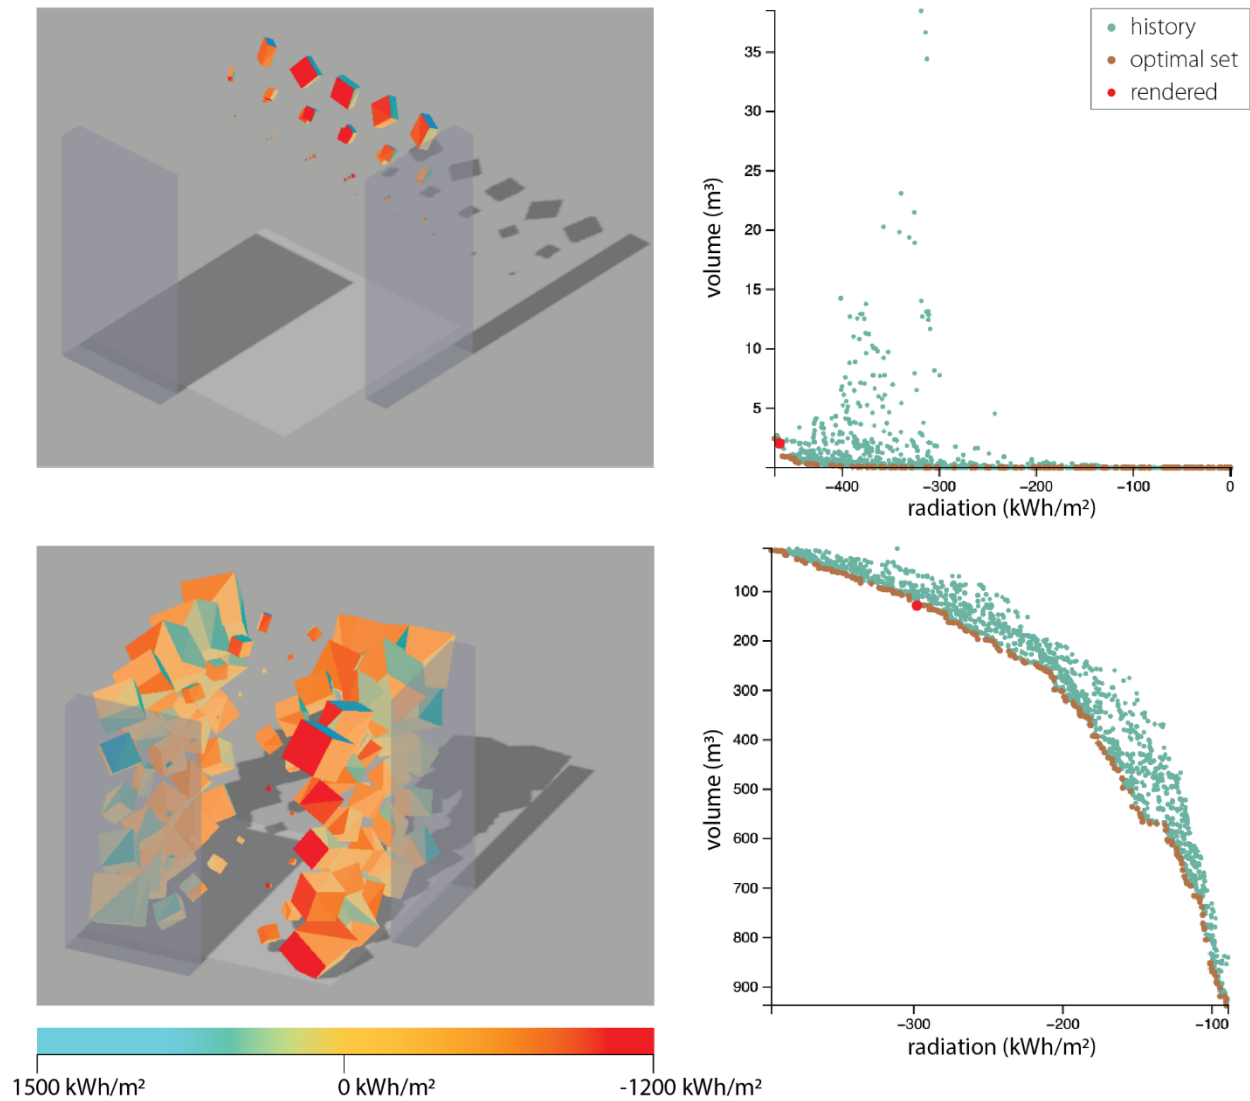 history
optimal set
rendered
volume (m³)
35
30
25
20
15
10
5
−400
−300
−200
−100
0
radiation (kWh/m²)
volume (m³)
100
200
300
400
500
600
700
800
900
−300
−200
−100
radiation (kWh/m²)
1500 kWh/m²
0 kWh/m²
-1200 kWh/m²